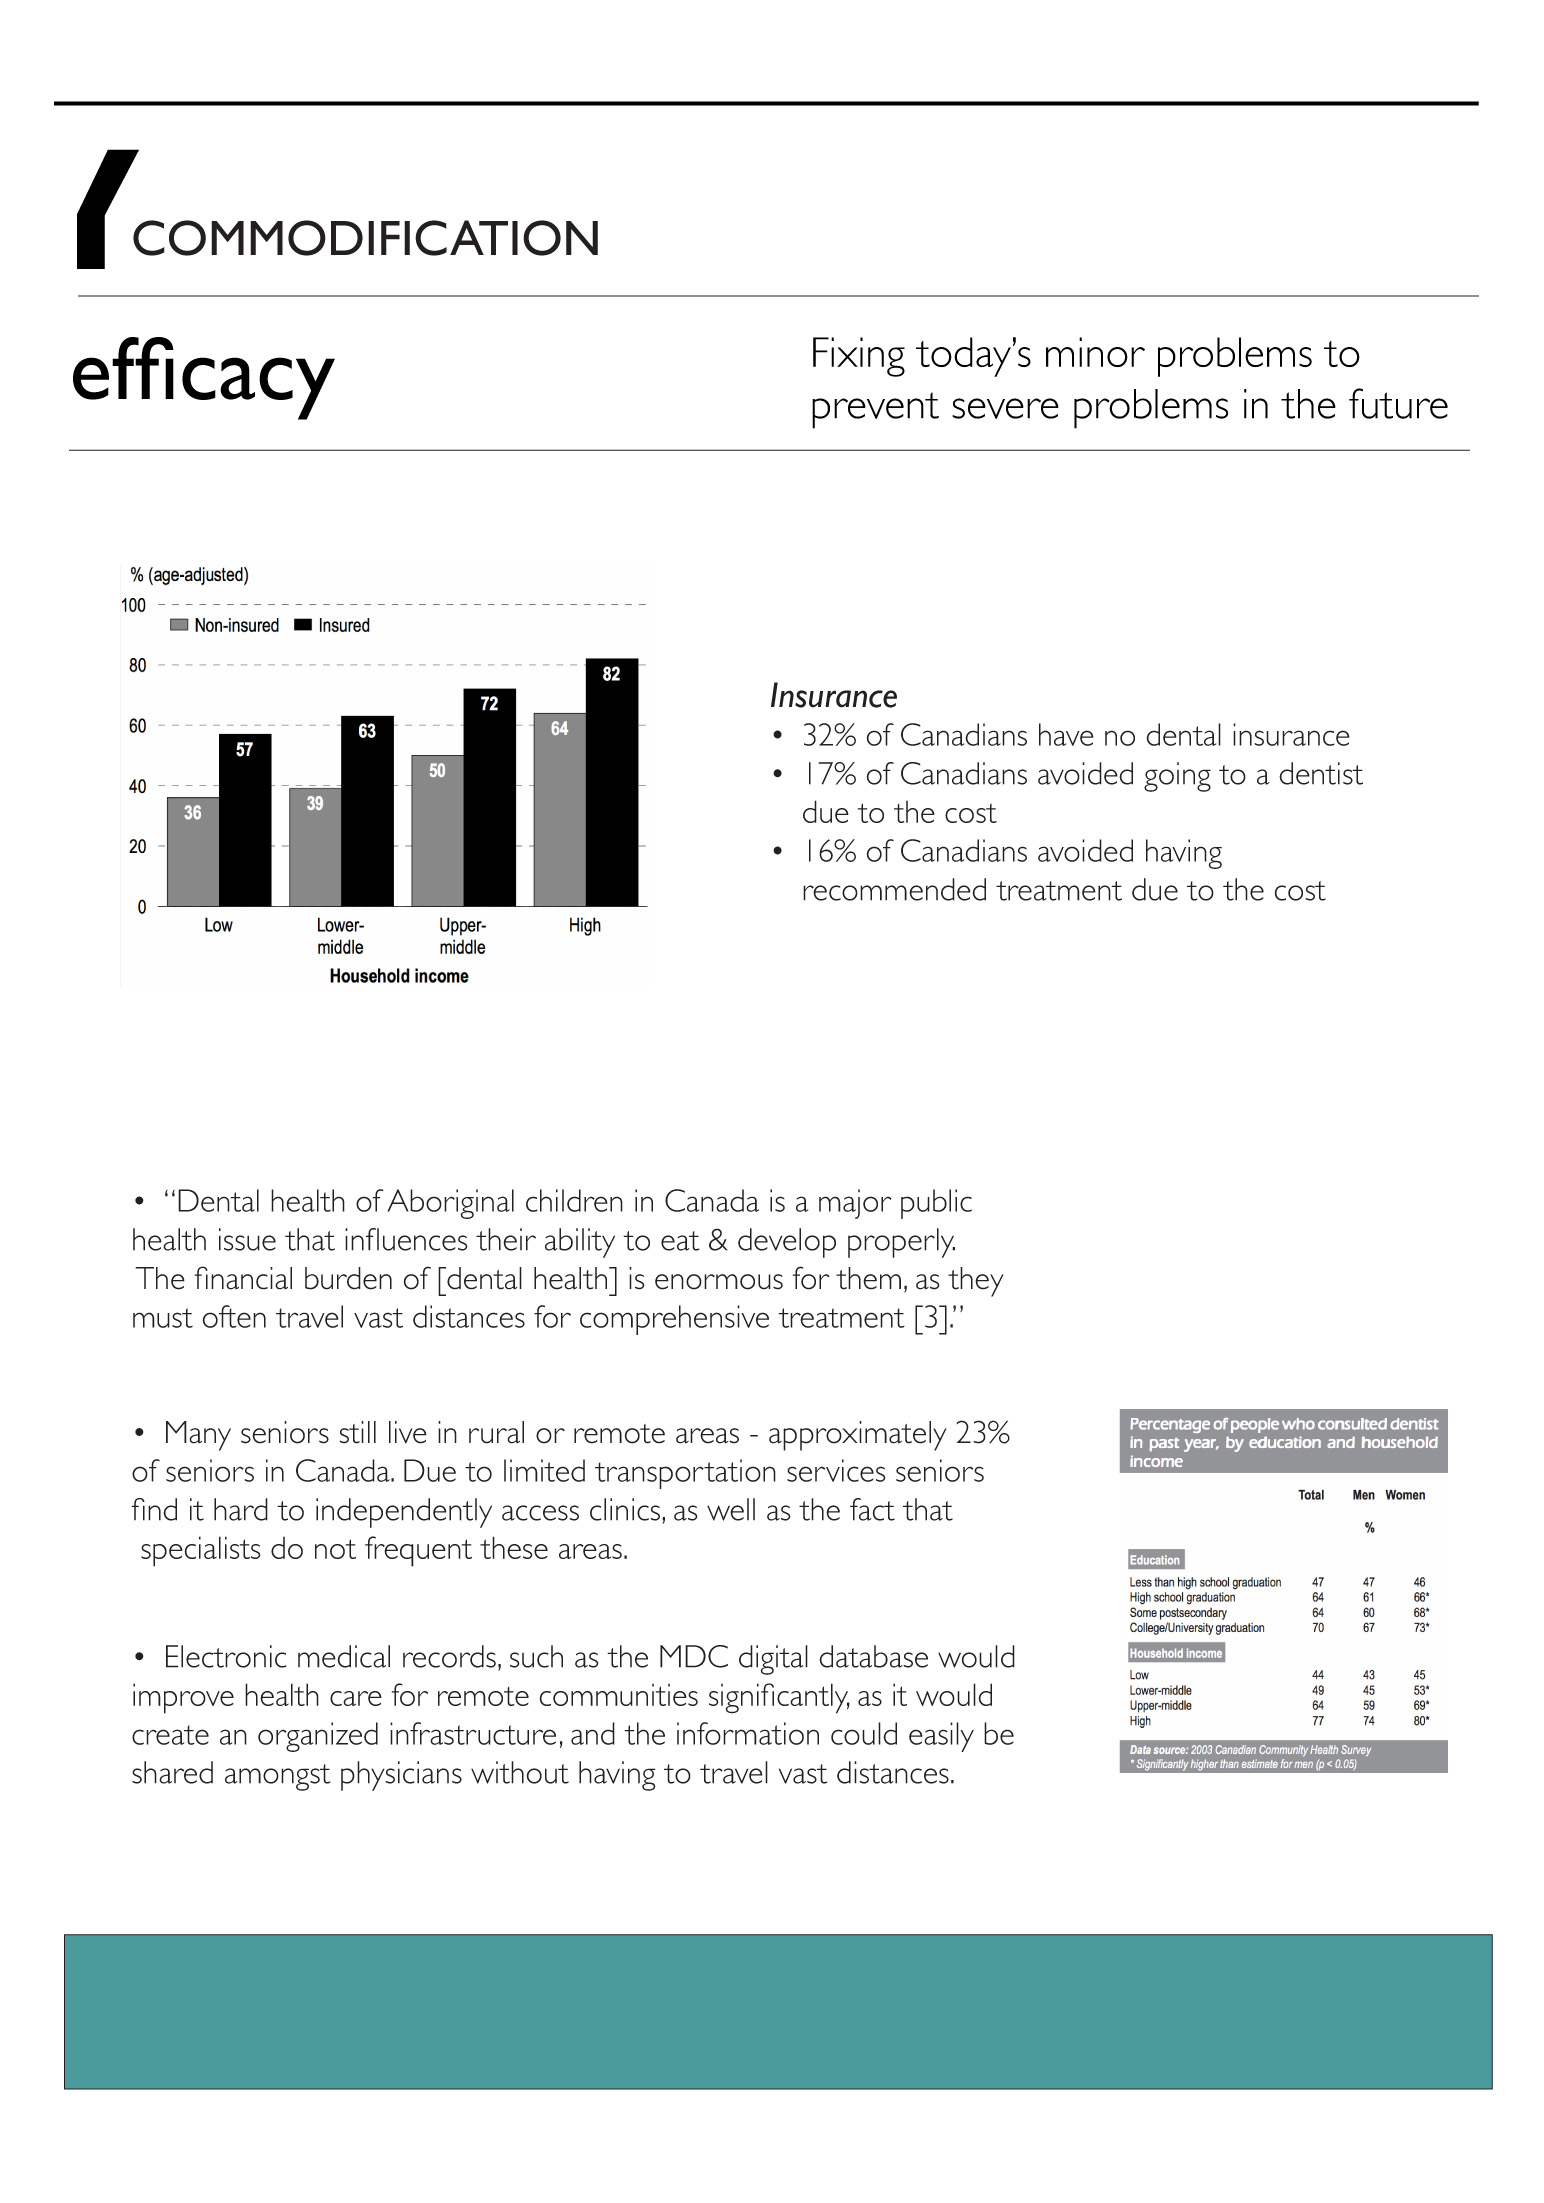 COMMODIFICATION
efficacy
Fixing today’s minor problems to
prevent severe problems in the future
% (age-adjusted)
100
Non-insured Insured
80
60
40
20
0
36 57
39 63
50 72
64 82
Low Lower- Upper- High
middle middle
Household income
Insurance
• 32% of Canadians have no dental insurance
• 17% of Canadians avoided going to a dentist
due to the cost
• 16% of Canadians avoided having
recommended treatment due to the cost
• “Dental health of Aboriginal children in Canada is a major public
health issue that influences their ability to eat & develop properly.
The financial burden of [dental health] is enormous for them, as they
must often travel vast distances for comprehensive treatment [3].”
• Many seniors still live in rural or remote areas - approximately 23%
of seniors in Canada. Due to limited transportation services seniors
find it hard to independently access clinics, as well as the fact that
specialists do not frequent these areas.
• Electronic medical records, such as the MDC digital database would
improve health care for remote communities significantly, as it would
create an organized infrastructure, and the information could easily be
shared amongst physicians without having to travel vast distances.
Percentage of people who consulted dentist
in past year, by education and household
income
Total Men Women
%
Education
Less than high school graduation 47 47 46
High school graduation 64 61 66*
Some postsecondary 64 60 68*
College/University graduation 70 67 73*
Household income
Low 44 43 45
Lower-middle 49 45 53*
Upper-middle 64 59 69*
High 77 74 80*
Data source: 2003 Canadian Community Health Survey
* Significantly higher than estimate for men (p < 0.05)